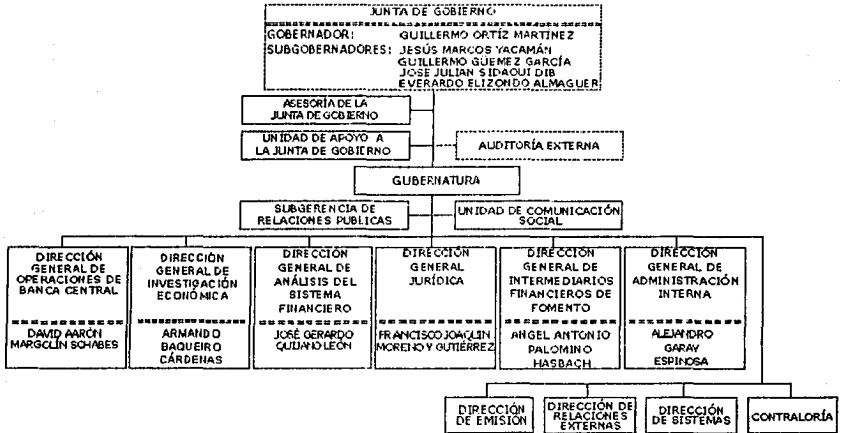 JUNTA DE GOBIERNO
GOBERNADOR: GUILLERMO ORTÍZ MARTÍNEZ
SUBGOBERNADORES: JESÚS MARCOS YACAMÁN
GUILLERMO GÜEMEZ GARCÍA
JOSE JULIAN SIDAOUI DIB
EVERARDO ELIZONDO ALMAGUER
ASESORÍA DE LA
JUNTA DE GOBIERNO
UNIDAD DE APOYO A
LA JUNTA DE GOBIERNO
AUDITORÍA EXTERNA
GUBERNATURA
SUBGERENCIA DE
RELACIONES PUBLICAS
UNIDAD DE COMUNICACIÓN
SOCIAL
DIRECCIÓN
GENERAL DE
OPERACIONES DE
BANCA CENTRAL
DAVID AARÓN
MARGOLÍN SCHABES
DIRECCIÓN
GENERAL DE
INVESTIGACIÓN
ECONÓMICA
ARMANDO
BAQUEIRO
CÁRDENAS
DIRECCIÓN
GENERAL DE
ANÁLISIS DEL
SISTEMA
FINANCIERO
JOSÉ GERARDO
QUIJANO LEÓN
DIRECCIÓN
GENERAL
JURÍDICA
FRANCISCO JOAQUIN
MORENO Y GUTIÉRREZ
DIRECCIÓN
GENERAL DE
INTERMEDIARIOS
FINANCIEROS DE
FOMENTO
ANGEL ANTONIO
PALOMINO
HASBACH
DIRECCIÓN
GENERAL DE
ADMINISTRACIÓN
INTERNA
ALEJANDRO
GARAY
ESPINOSA
DIRECCIÓN
DE EMISIÓN
DIRECCIÓN DE
RELACIONES
EXTERNAS
DIRECCIÓN
DE SISTEMAS
CONTRALORÍA